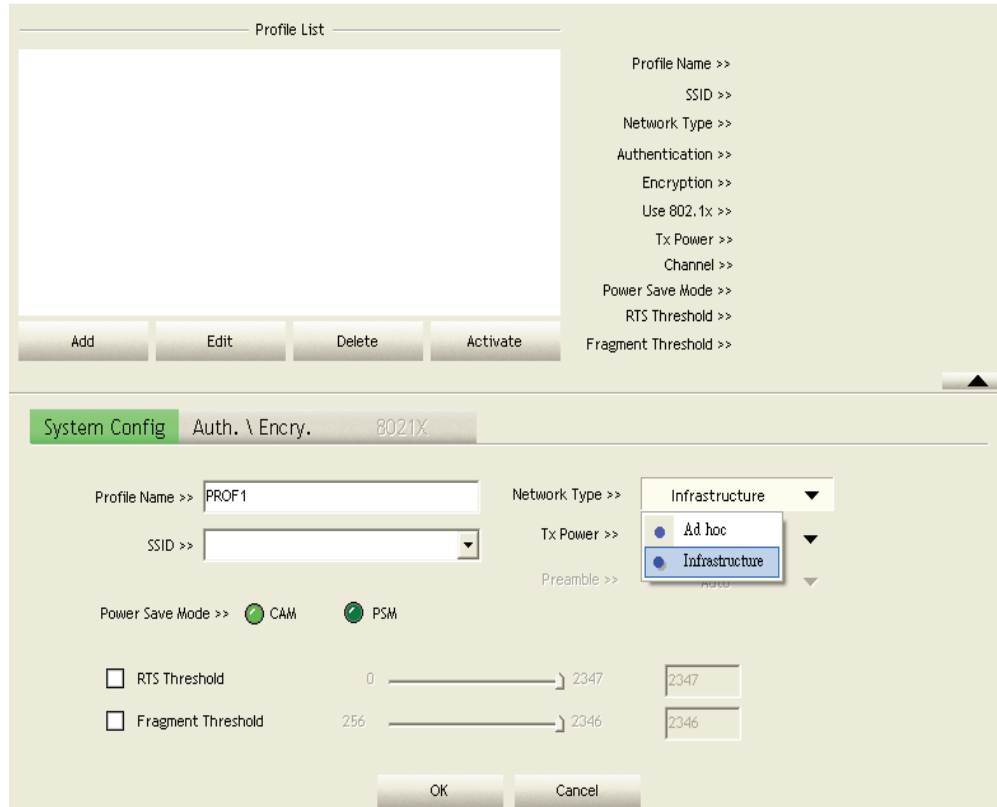 Profile List
Profile Name >>
SSID >>
Network Type >>
Authentication >>
Encryption >>
Use 802.1x >>
Tx Power >>
Channel >>
Power Save Mode >>
RTS Threshold >>
Fragment Threshold >>
Add Edit Delete Activate
System Config Auth. \ Encry. 8021X
Profile Name >> PROF1 Network Type >> Infrastructure
SSID >> Tx Power >> Ad hoc
Infrastructure
Preamble >> Auto
Power Save Mode >> CAM PSM
RTS Threshold 0 2347 2347
Fragment Threshold 256 2346 2346
OK Cancel